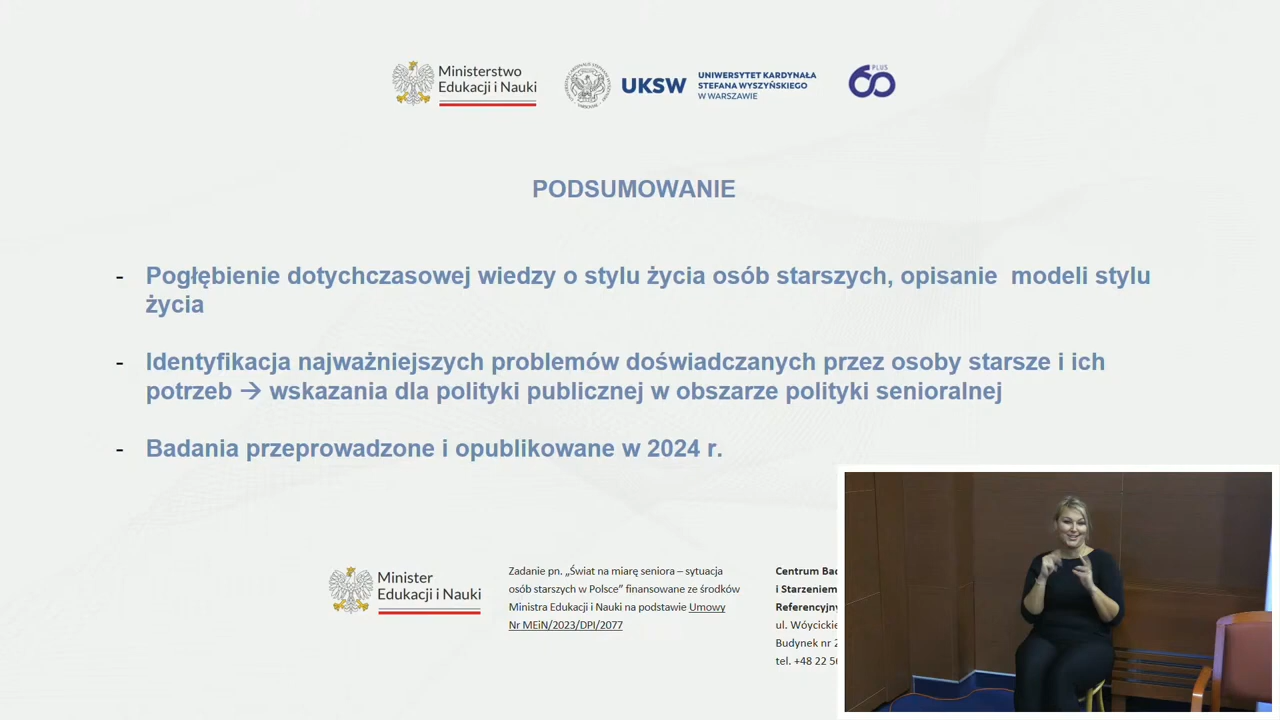 Ministerstwo
Edukacji i Nauki
UKSW
UNIWERSYTET KARDYNAŁA
STEFANA WYSZYŃSKIEGO
W WARSZAWIE
60
PLUS
PODSUMOWANIE
- Pogłębienie dotychczasowej wiedzy o stylu życia osób starszych, opisanie modeli stylu
życia
- Identyfikacja najważniejszych problemów doświadczanych przez osoby starsze i ich
potrzeb → wskazania dla polityki publicznej w obszarze polityki senioralnej
- Badania przeprowadzone i opublikowane w 2024 r.
Minister
Edukacji i Nauki
Zadanie pn. „Świat na miarę seniora – sytuacja
osób starszych w Polsce” finansowane ze środków
Ministra Edukacji i Nauki na podstawie Umowy
Nr MEiN/2023/DPI/2077
Centrum
i Starzeniem
Referencyjny
ul. Wóycickie
Budynek nr 2
tel. +48 22